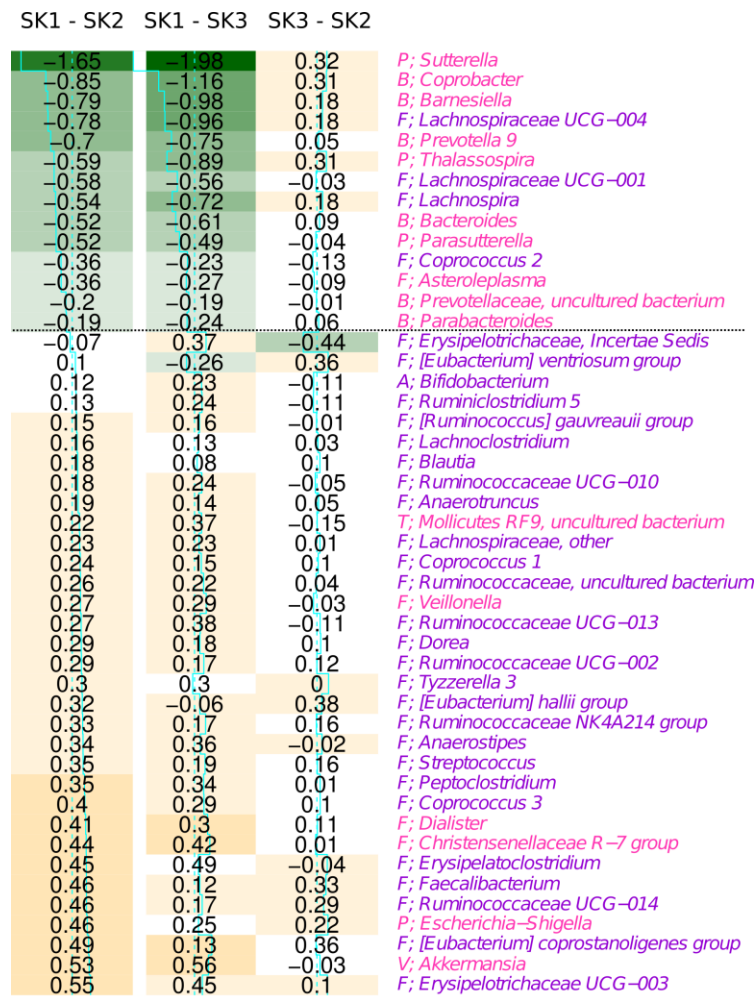 SK1 - SK2 SK1 - SK3 SK3 - SK2
−1.65 −1.98 0.32 P; Sutterella
−0.85 −1.16 0.31 B; Coprobacter
−0.79 −0.98 0.18 B; Barnesiella
−0.78 −0.96 0.18 F; Lachnospiraceae UCG−004
−0.7 −0.75 0.05 B; Prevotella 9
−0.59 −0.89 0.31 P; Thalassospira
−0.58 −0.56 −0.03 F; Lachnospiraceae UCG−001
−0.54 −0.72 0.18 F; Lachnospira
−0.52 −0.61 0.09 B; Bacteroides
−0.52 −0.49 −0.04 P; Parasutterella
−0.36 −0.23 −0.13 F; Coprococcus 2
−0.36 −0.27 −0.09 F; Asteroleplasma
−0.2 −0.19 −0.01 B; Prevotellaceae, uncultured bacterium
−0.19 −0.24 0.06 B; Parabacteroides
−0.07 0.37 −0.44 F; Erysipelotrichaceae, Incertae Sedis
0.1 −0.26 0.36 F; [Eubacterium] ventriosum group
0.12 0.23 −0.11 A; Bifidobacterium
0.13 0.24 −0.11 F; Ruminiclostridium 5
0.15 0.16 −0.01 F; [Ruminococcus] gauvreauii group
0.16 0.13 0.03 F; Lachnoclostridium
0.18 0.08 0.1 F; Blautia
0.18 0.24 −0.05 F; Ruminococcaceae UCG−010
0.19 0.14 0.05 F; Anaerotruncus
0.22 0.37 −0.15 T; Mollicutes RF9, uncultured bacterium
0.23 0.23 0.01 F; Lachnospiraceae, other
0.24 0.15 0.1 F; Coprococcus 1
0.26 0.22 0.04 F; Ruminococcaceae, uncultured bacterium
0.27 0.29 −0.03 F; Veillonella
0.27 0.38 −0.11 F; Ruminococcaceae UCG−013
0.29 0.18 0.1 F; Dorea
0.29 0.17 0.12 F; Ruminococcaceae UCG−002
0.3 0.3 0 F; Tyzzerella 3
0.32 −0.06 0.38 F; [Eubacterium] hallii group
0.33 0.17 0.16 F; Ruminococcaceae NK4A214 group
0.34 0.36 −0.02 F; Anaerostipes
0.35 0.19 0.16 F; Streptococcus
0.35 0.34 0.01 F; Peptoclostridium
0.4 0.29 0.1 F; Coprococcus 3
0.41 0.3 0.11 F; Dialister
0.44 0.42 0.01 F; Christensenellaceae R−7 group
0.45 0.49 −0.04 F; Erysipelatoclostridium
0.46 0.12 0.33 F; Faecalibacterium
0.46 0.17 0.29 F; Ruminococcaceae UCG−014
0.46 0.25 0.22 P; Escherichia−Shigella
0.49 0.13 0.36 F; [Eubacterium] coprostanoligenes group
0.53 0.56 −0.03 V; Akkermansia
0.55 0.45 0.1 F; Erysipelotrichaceae UCG−003